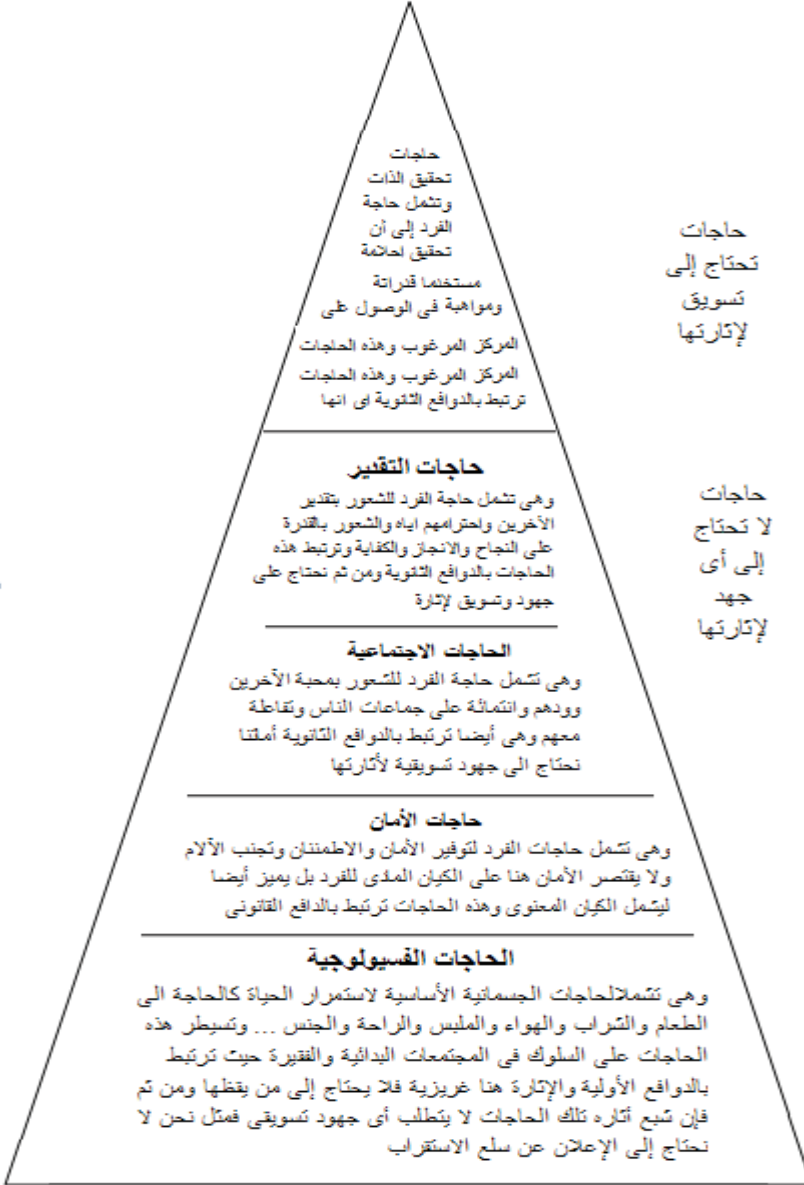 حاجات
تحقيق الذات
وتشمل حاجة
الفرد إلى أن
تحقيق احلامة
مستخدما قدراتة
ومواهبة فى الوصول على
المركز المرغوب وهذه الحاجات
المركز المرغوب وهذه الحاجات
ترتبط بالدوافع الثانوية اى انها
حاجات
تحتاج إلى
تسويق
لإثارتها
حاجات التقدير
وهى تشمل حاجة الفرد للشعور بتقدير
الآخرين واحترامهم اياه والشعور بالقدرة
على النجاح والانجاز والكفاية وترتبط هذه
الحاجات بالدوافع الثانوية ومن ثم نحتاج على
جهود وتسويق لإثارة
حاجات
لا تحتاج
إلى أى
جهد
لإثارتها
الحاجات الاجتماعية
وهى تشمل حاجة الفرد للشعور بمحبة الآخرين
وودهم وانتمائة على جماعات الناس وتفاعلة
معهم وهى أيضا ترتبط بالدوافع الثانوية أمائنا
نحتاج الى جهود تسويقية لأثارتها
حاجات الأمان
وهى تشمل حاجات الفرد لتوفير الأمان والاطمننان وتجنب الآلام
ولا يقتصر الأمان هنا على الكيان المادى للفرد بل يميز أيضا
ليشمل الكيان المعنوى وهذه الحاجات ترتبط بالدافع القانونى
الحاجات الفسيولوجية
وهى تشملالحاجات الجسمانية الأساسية لاستمرار الحياة كالحاجة الى
الطعام والشراب والهواء والملبس والراحة والجنس ... وتسيطر هذه
الحاجات على السلوك فى المجتمعات البدائية والفقيرة حيث ترتبط
بالدوافع الأولية والإثارة هنا غريزية فلا يحتاج إلى من يقظها ومن ثم
فإن شبع أثاره تلك الحاجات لا يتطلب أى جهود تسويقى فمثل نحن لا
نحتاج إلى الإعلان عن سلع الاستقراب